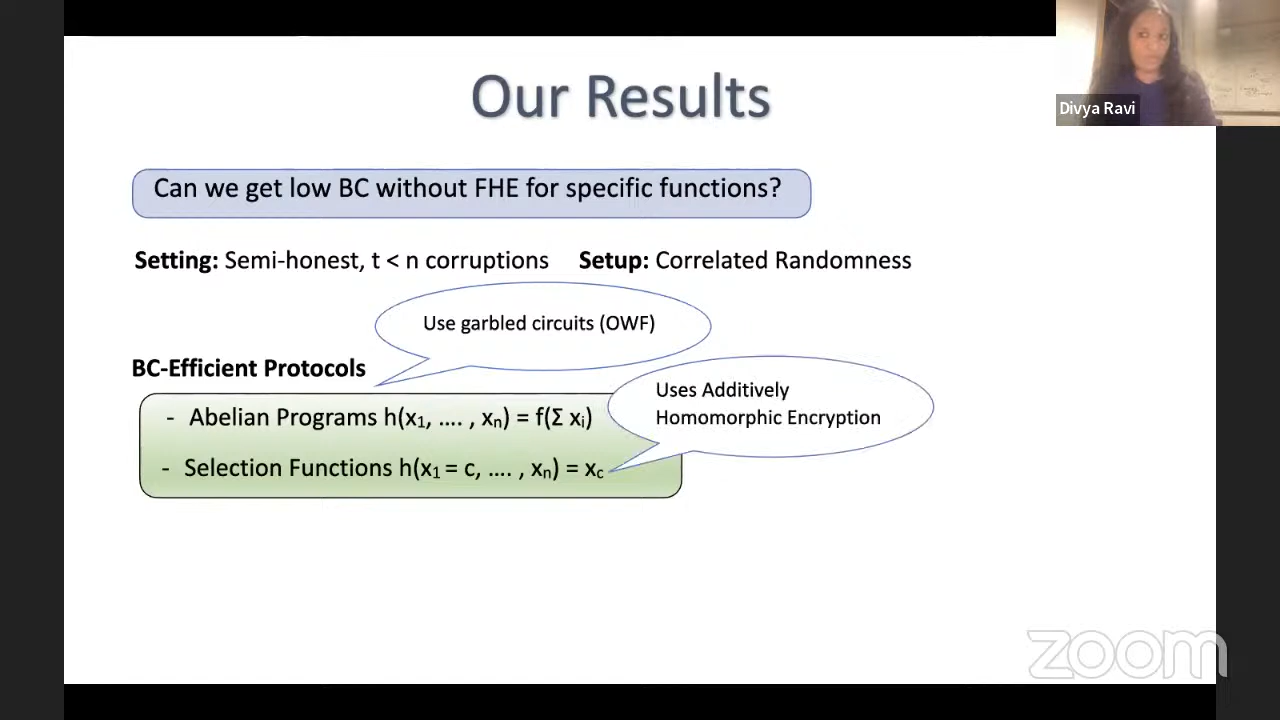 Our Results
Divya Ravi
Can we get low BC without FHE for specific functions?
Setting: Semi-honest, t < n corruptions Setup: Correlated Randomness
Use garbled circuits (OWF)
BC-Efficient Protocols
Uses Additively
Homomorphic Encryption
- Abelian Programs h(x₁, .... , xₙ) = f(Σ xᵢ)
- Selection Functions h(x₁ = c, .... , xₙ) = x꜀
zoom